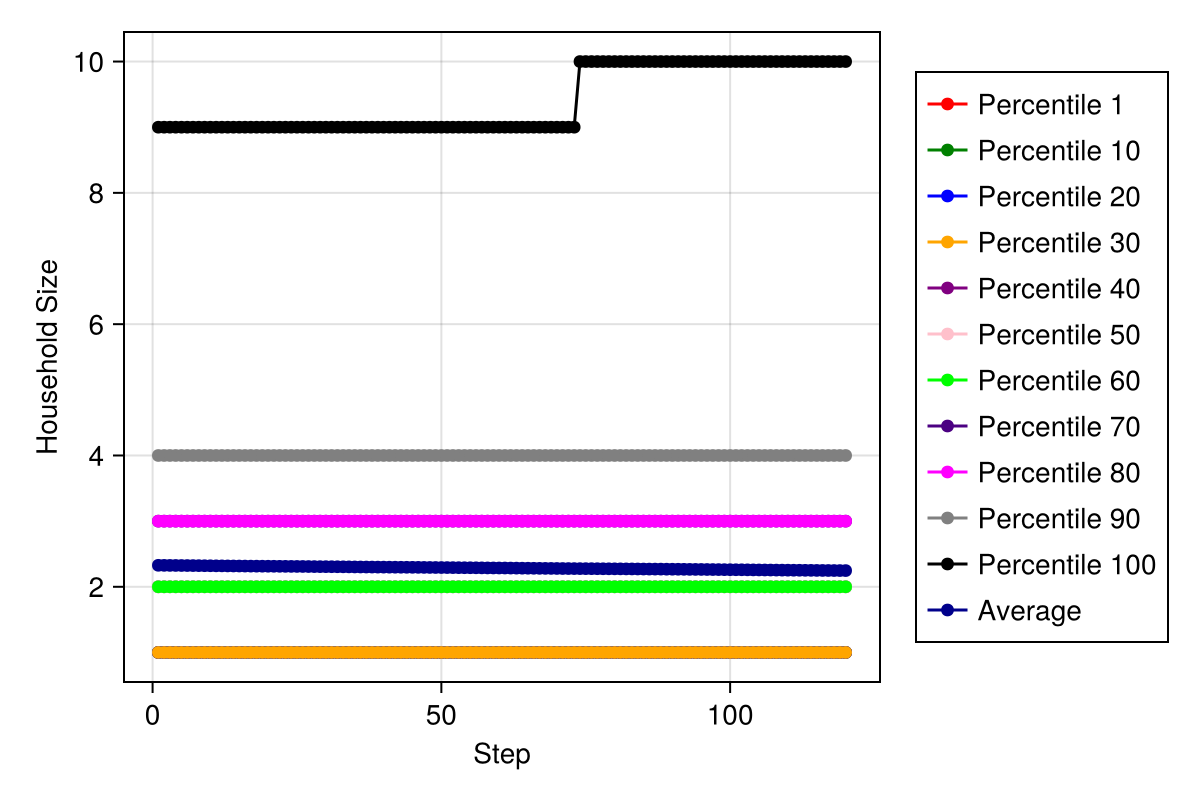 10
8
6
4
2
Household Size
0
50
100
Step
Percentile 1
Percentile 10
Percentile 20
Percentile 30
Percentile 40
Percentile 50
Percentile 60
Percentile 70
Percentile 80
Percentile 90
Percentile 100
Average